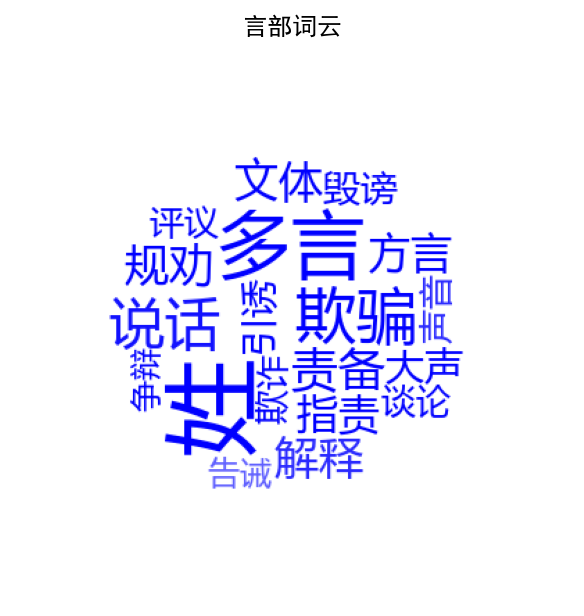 言部词云
文体
毁谤
评议
多言
方言
规劝
引诱
欺骗
声音
说话
争辩
姓
欺诈
责备
大声
指责
谈论
解释
告诫